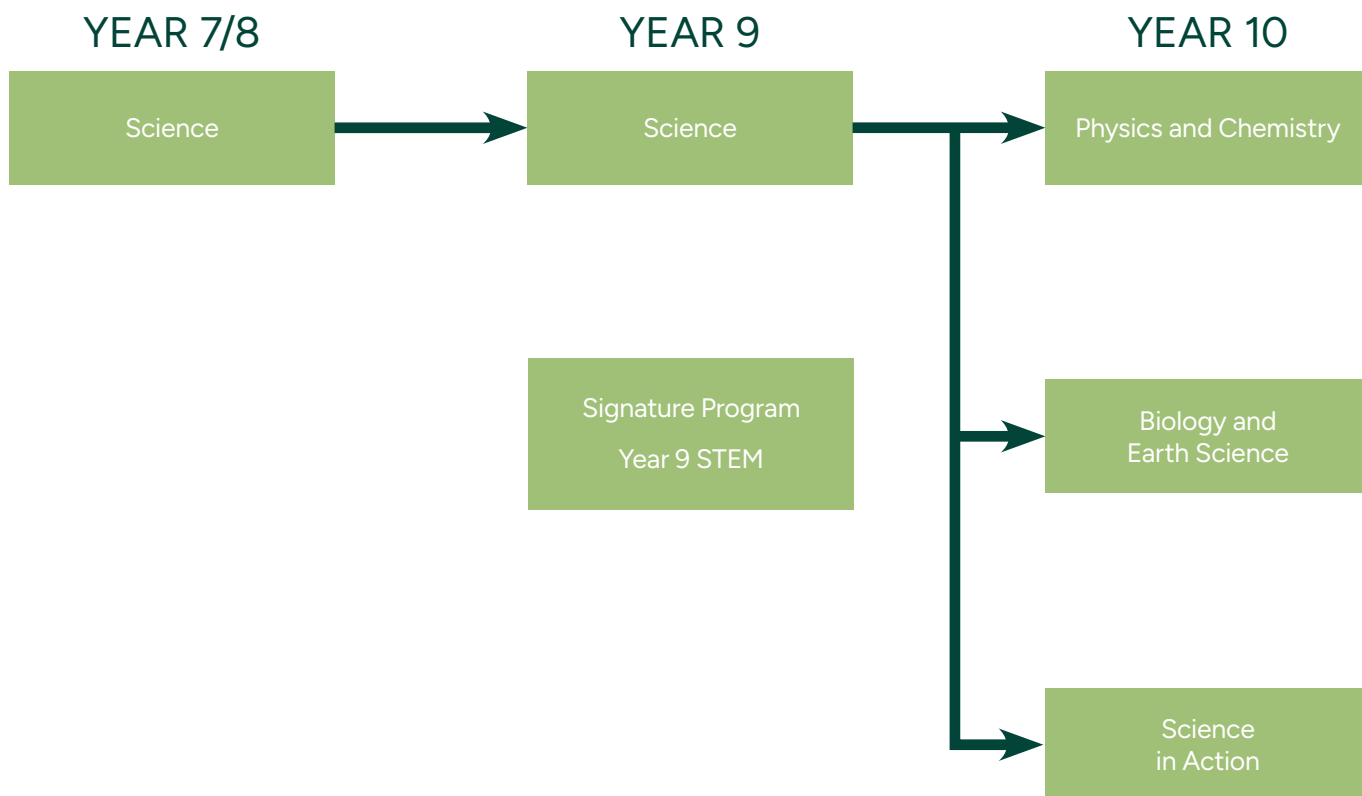 YEAR 7/8
YEAR 9
YEAR 10
Science
Science
Physics and Chemistry
Signature Program
Year 9 STEM
Biology and
Earth Science
Science
in Action